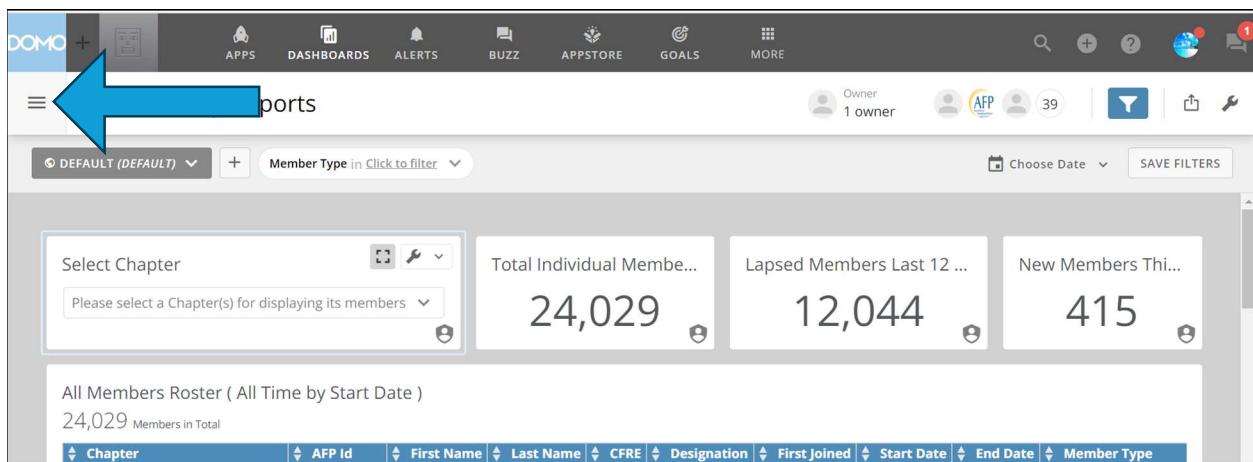 DOMO
APPS DASHBOARDS ALERTS BUZZ APPSTORE GOALS MORE
1
ports
Owner
1 owner
AFP
39
DEFAULT (DEFAULT)
Member Type in Click to filter
Choose Date
SAVE FILTERS
Select Chapter
Please select a Chapter(s) for displaying its members
Total Individual Membe...
24,029
Lapsed Members Last 12 ...
12,044
New Members Thi...
415
All Members Roster ( All Time by Start Date )
24,029 Members in Total
Chapter AFP Id First Name Last Name CFRE Designation First Joined Start Date End Date Member Type